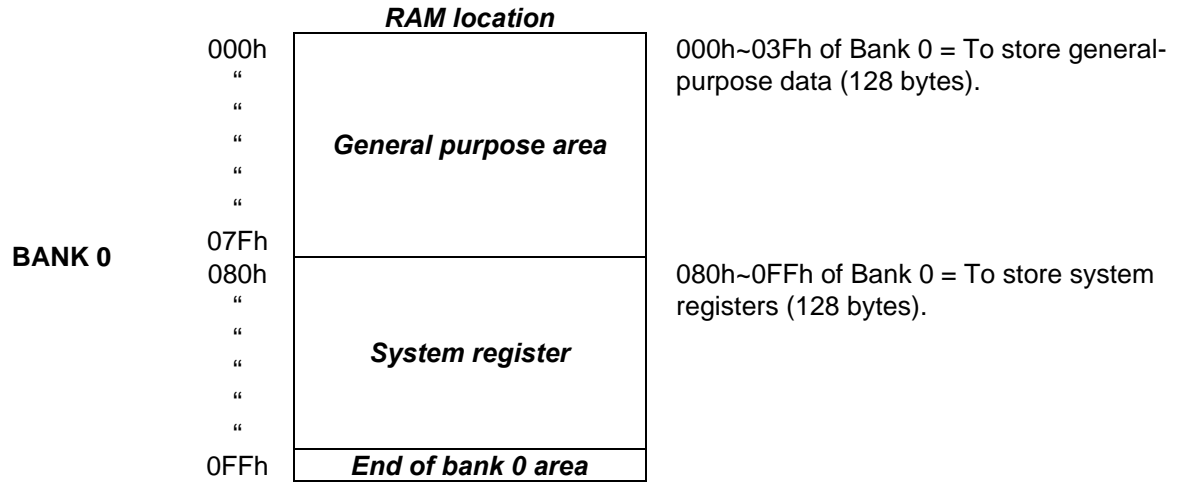 RAM location
000h
“
“
“
“
“
07Fh
General purpose area
000h~03Fh of Bank 0 = To store general-
purpose data (128 bytes).
BANK 0
080h
“
“
“
“
“
System register
080h~0FFh of Bank 0 = To store system
registers (128 bytes).
0FFh
End of bank 0 area